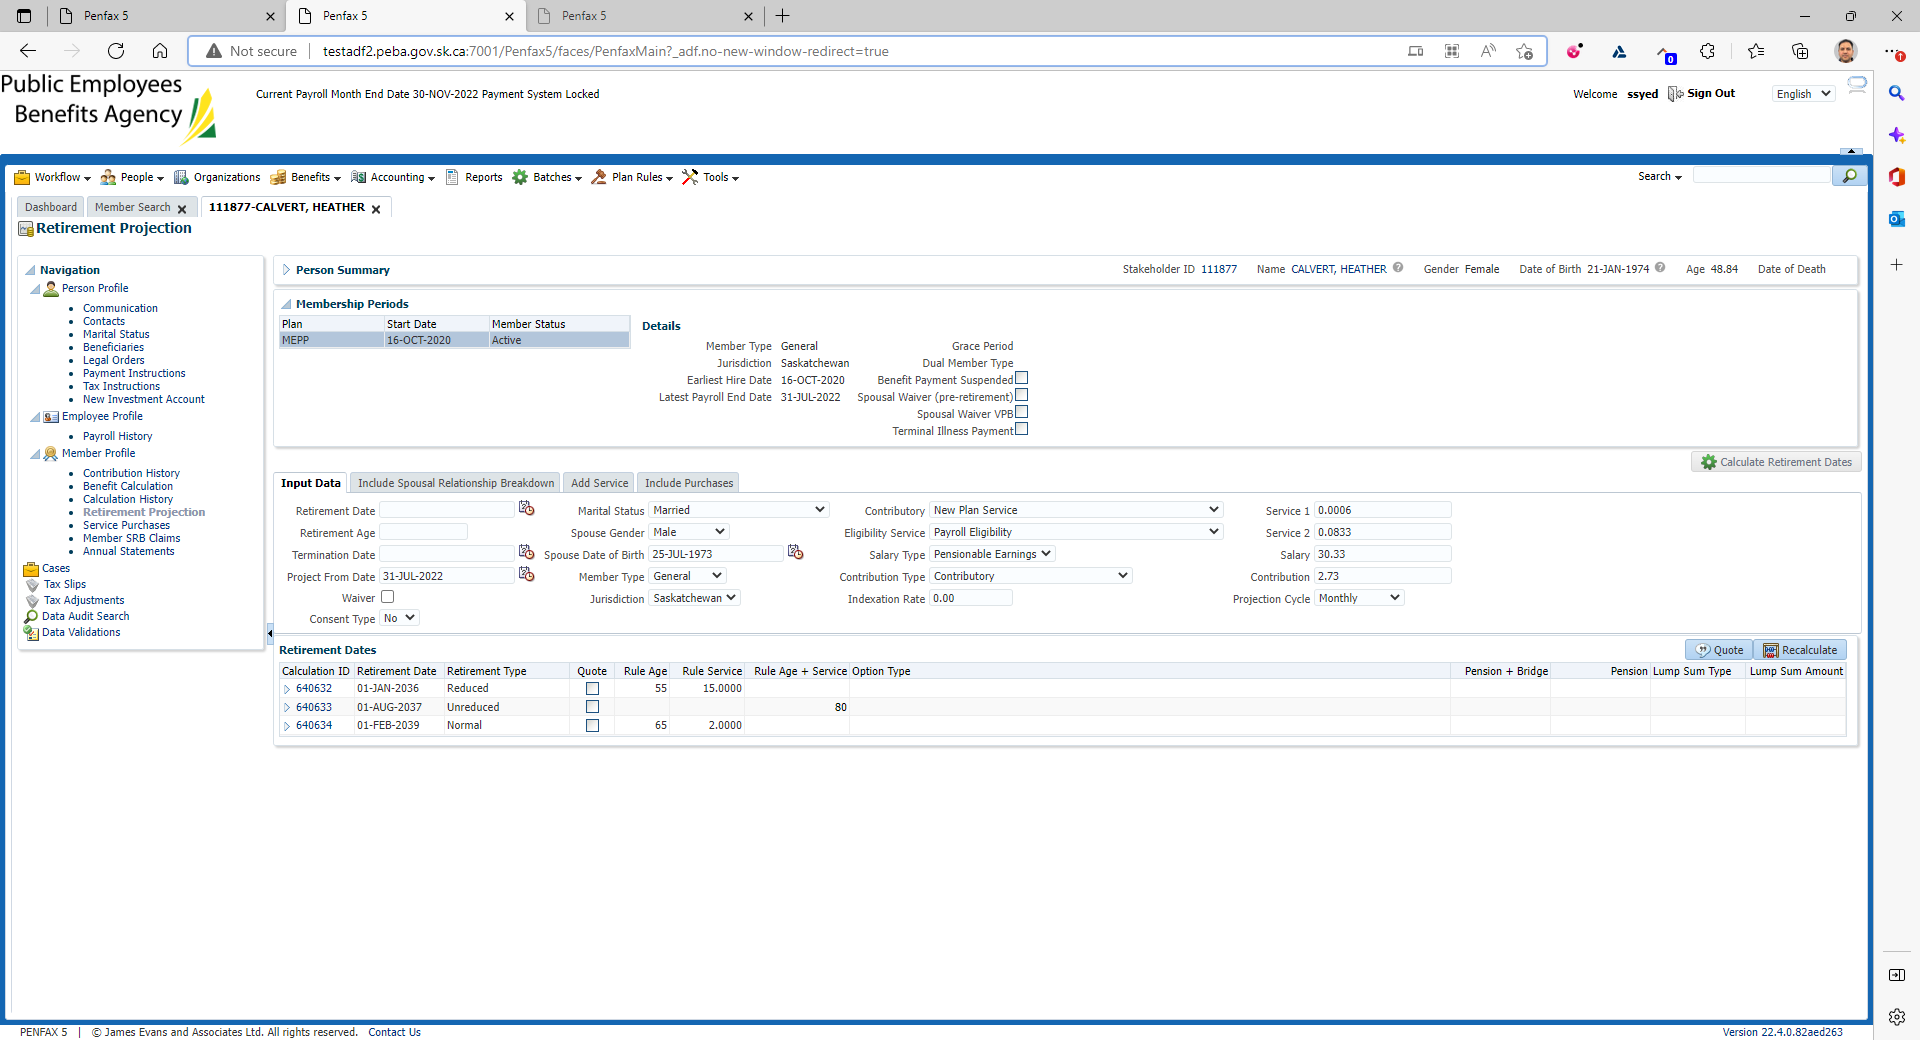 Penfax 5
Penfax 5
Penfax 5
Not secure
testadf2.peba.gov.sk.ca:7001/Penfax5/faces/PenfaxMain?_adf.no-new-window-redirect=true
0
1
Public Employees
Benefits Agency
Current Payroll Month End Date 30-NOV-2022 Payment System Locked
Welcome ssyed Sign Out English
Workflow People Organizations Benefits Accounting Reports Batches Plan Rules Tools Search
Dashboard Member Search 111877-CALVERT, HEATHER
Retirement Projection
Navigation
Person Profile
Communication
Contacts
Marital Status
Beneficiaries
Legal Orders
Payment Instructions
Tax Instructions
New Investment Account
Employee Profile
Payroll History
Member Profile
Contribution History
Benefit Calculation
Calculation History
Retirement Projection
Service Purchases
Member SRB Claims
Annual Statements
Cases
Tax Slips
Tax Adjustments
Data Audit Search
Data Validations
Person Summary Stakeholder ID 111877 Name CALVERT, HEATHER Gender Female Date of Birth 21-JAN-1974 Age 48.84 Date of Death
Membership Periods
Plan Start Date Member Status
MEPP 16-OCT-2020 Active
Details
Member Type General Grace Period
Jurisdiction Saskatchewan Dual Member Type
Earliest Hire Date 16-OCT-2020 Benefit Payment Suspended
Latest Payroll End Date 31-JUL-2022 Spousal Waiver (pre-retirement)
Spousal Waiver VPB
Terminal Illness Payment
Calculate Retirement Dates
Input Data Include Spousal Relationship Breakdown Add Service Include Purchases
Retirement Date Marital Status Married Contributory New Plan Service Service 1 0.0006
Retirement Age Spouse Gender Male Eligibility Service Payroll Eligibility Service 2 0.0833
Termination Date Spouse Date of Birth 25-JUL-1973 Salary Type Pensionable Earnings Salary 30.33
Project From Date 31-JUL-2022 Member Type General Contribution Type Contributory Contribution 2.73
Waiver Jurisdiction Saskatchewan Indexation Rate 0.00 Projection Cycle Monthly
Consent Type No
Retirement Dates Quote Recalculate
Calculation ID Retirement Date Retirement Type Quote Rule Age Rule Service Rule Age + Service Option Type Pension + Bridge Pension Lump Sum Type Lump Sum Amount
640632 01-JAN-2036 Reduced 55 15.0000
640633 01-AUG-2037 Unreduced 80
640634 01-FEB-2039 Normal 65 2.0000
PENFAX 5 | © James Evans and Associates Ltd. All rights reserved. Contact Us Version 22.4.0.82aed263